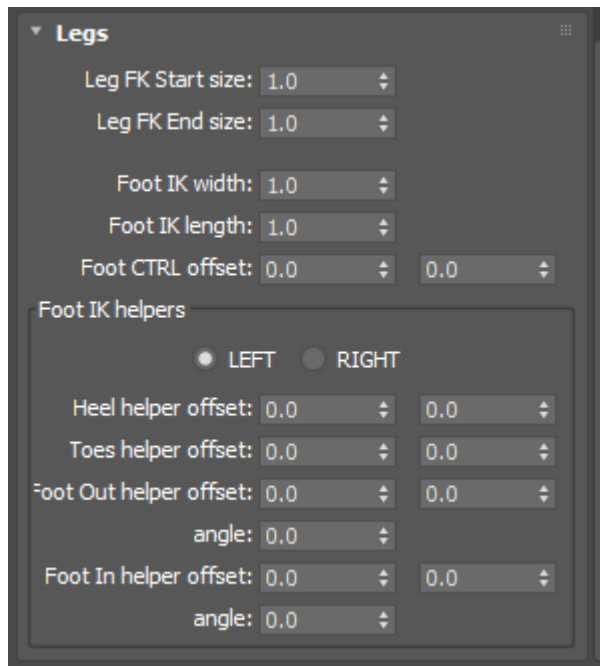 Legs
Leg FK Start size: 1.0
Leg FK End size: 1.0
Foot IK width: 1.0
Foot IK length: 1.0
Foot CTRL offset: 0.0 0.0
Foot IK helpers
LEFT RIGHT
Heel helper offset: 0.0 0.0
Toes helper offset: 0.0 0.0
Foot Out helper offset: 0.0 0.0
angle: 0.0
Foot In helper offset: 0.0 0.0
angle: 0.0